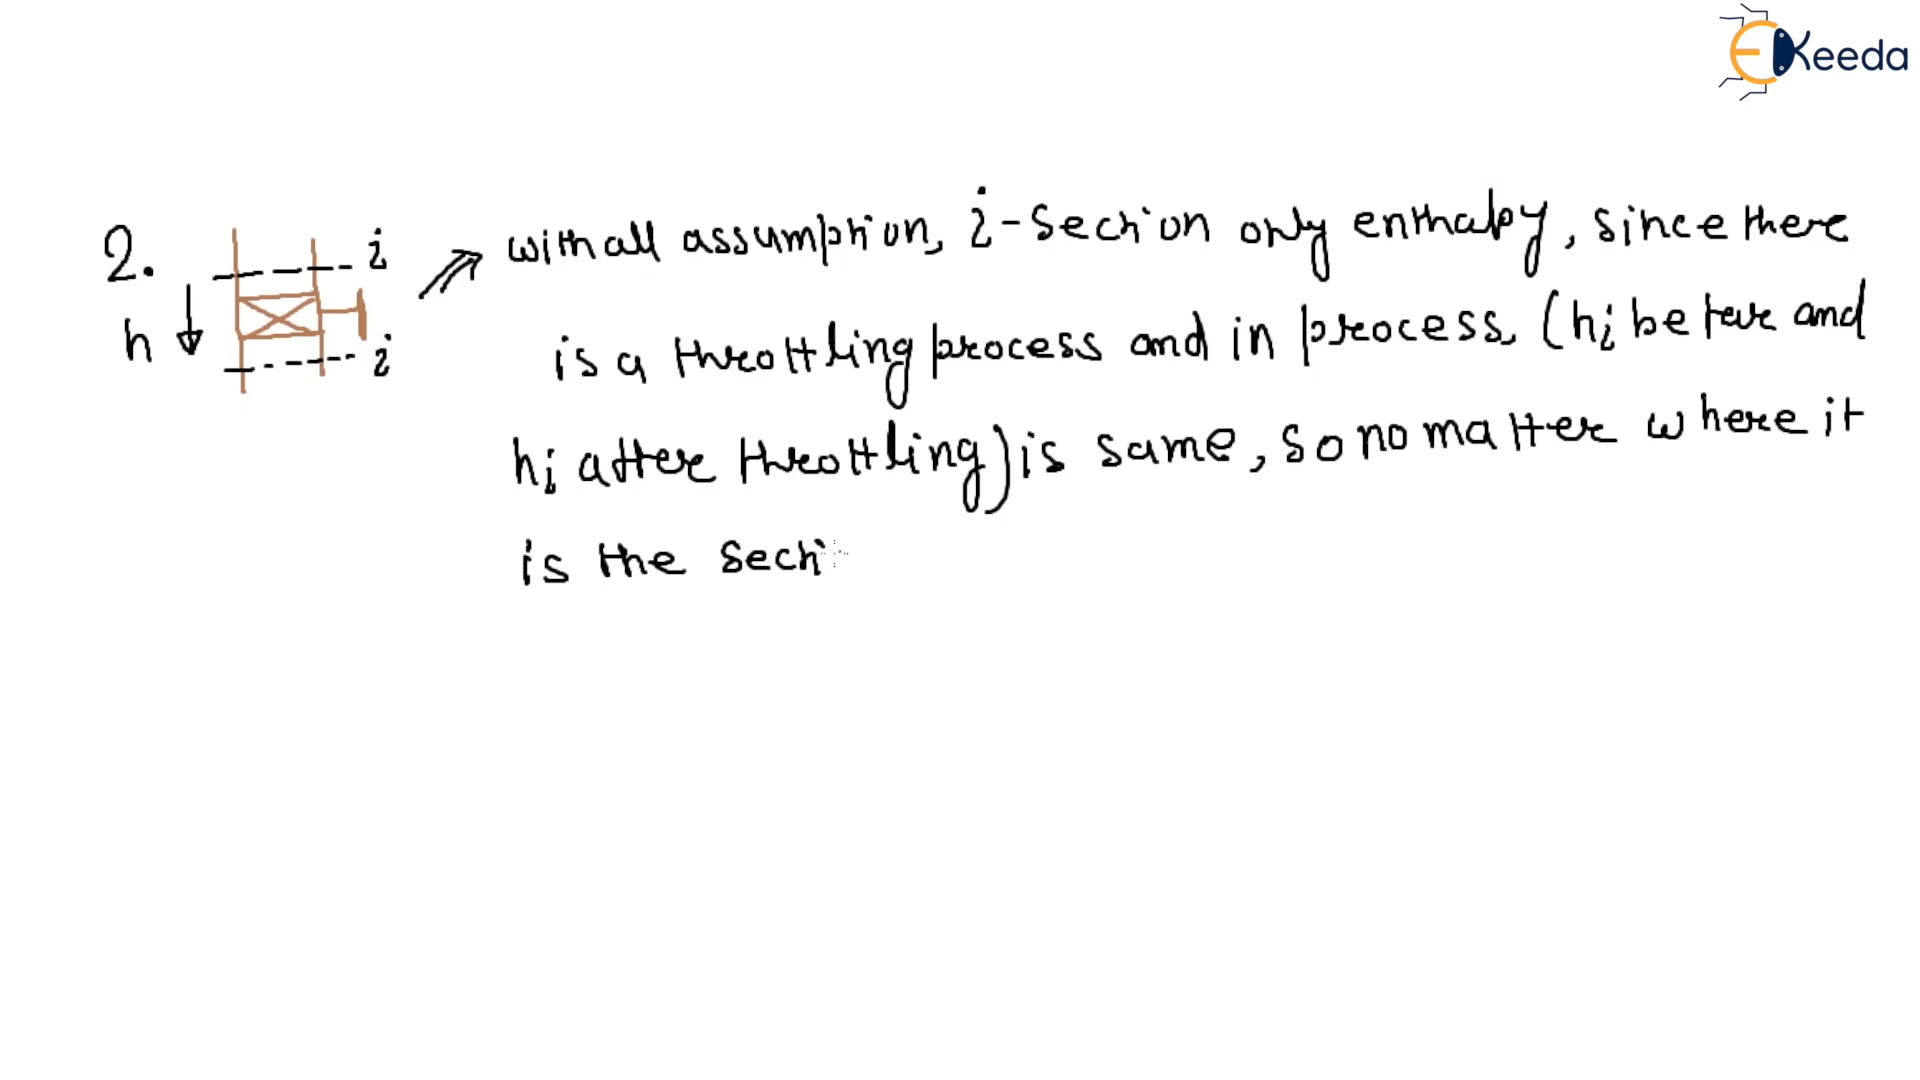 EKeeda
2.
i
h
i
with all assumption, i-section only enthalpy, since there
is a throttling process and in process, (hi before and
hi after throttling) is same, so no matter where it
is the secti